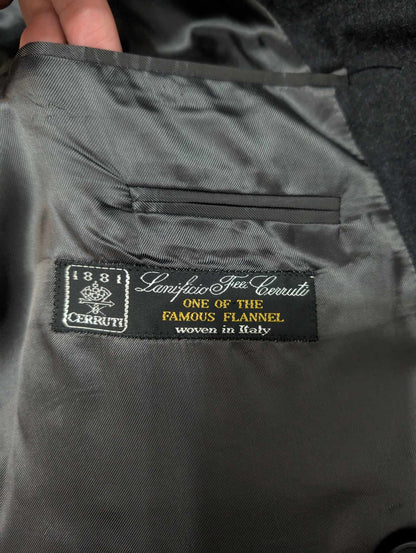 1881
CERRUTI
Lanificio Flli Cerruti
ONE OF THE
FAMOUS FLANNEL
woven in Italy